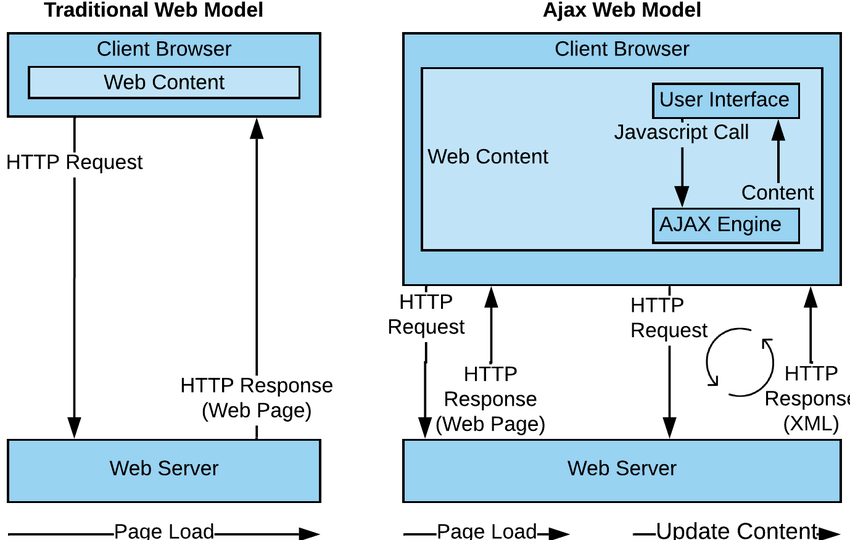 Traditional Web Model
Client Browser
Web Content
HTTP Request
HTTP Response
(Web Page)
Web Server
Page Load
Ajax Web Model
Client Browser
Web Content
User Interface
Javascript Call
Content
AJAX Engine
HTTP
Request
HTTP
Response
(Web Page)
HTTP
Request
HTTP
Response
(XML)
Web Server
Page Load
Update Content